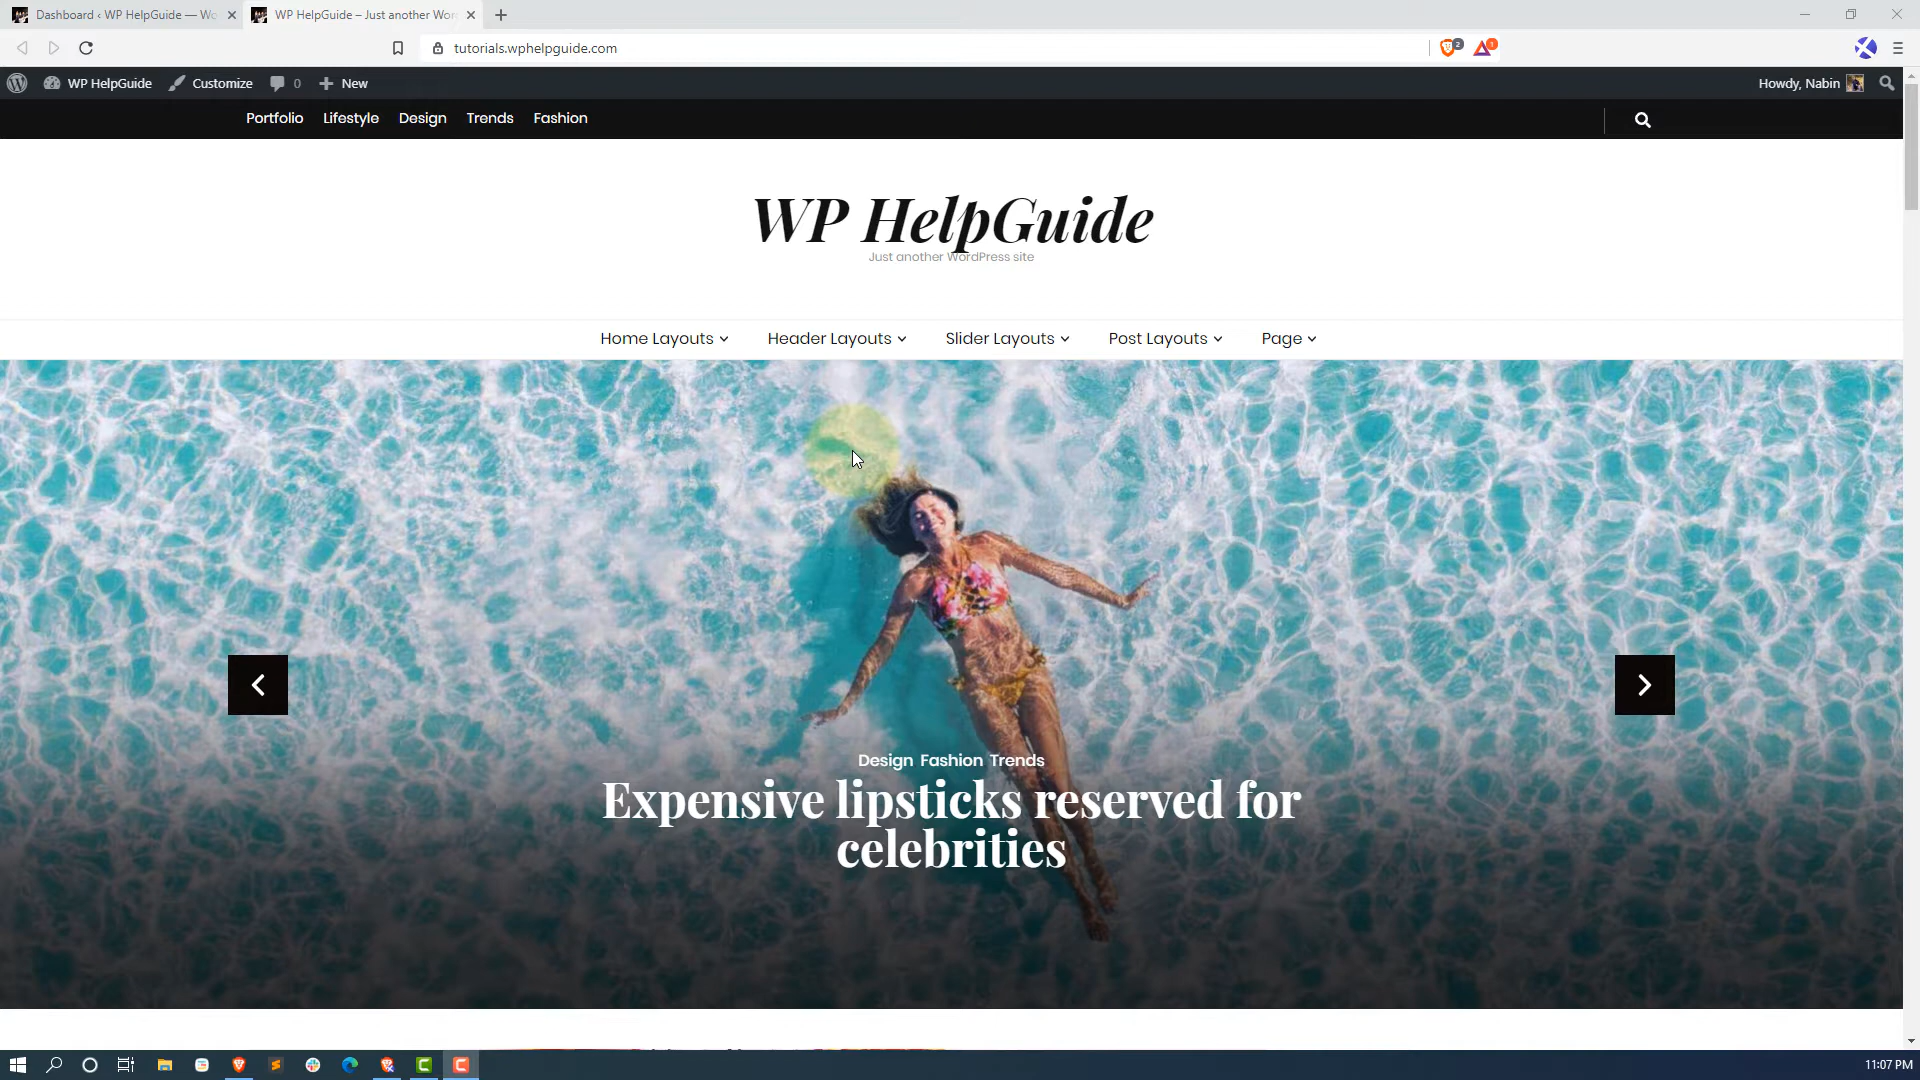 Dashboard ‹ WP HelpGuide — Wo
WP HelpGuide – Just another Wor
tutorials.wphelpguide.com
2
1
WP HelpGuide
Customize
0
New
Howdy, Nabin
Portfolio
Lifestyle
Design
Trends
Fashion
WP HelpGuide
Just another WordPress site
Home Layouts
Header Layouts
Slider Layouts
Post Layouts
Page
Design Fashion Trends
Expensive lipsticks reserved for
celebrities
11:07 PM